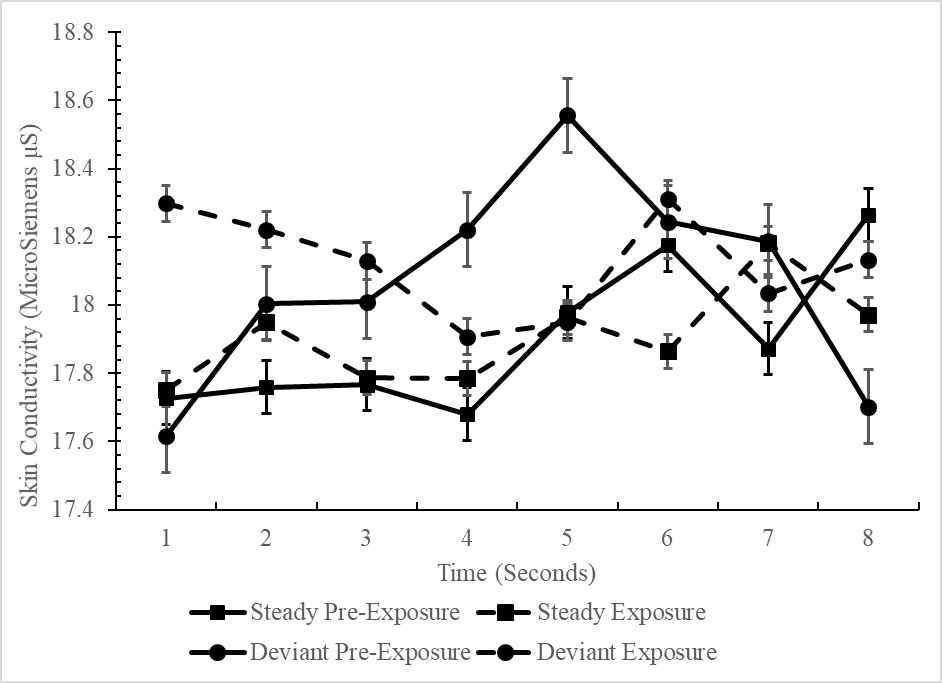 18.8
18.6
18.4
18.2
18
17.8
17.6
17.4
Skin Conductivity (MicroSiemens µS)
1 2 3 4 5 6 7 8
Time (Seconds)
Steady Pre-Exposure Steady Exposure
Deviant Pre-Exposure Deviant Exposure